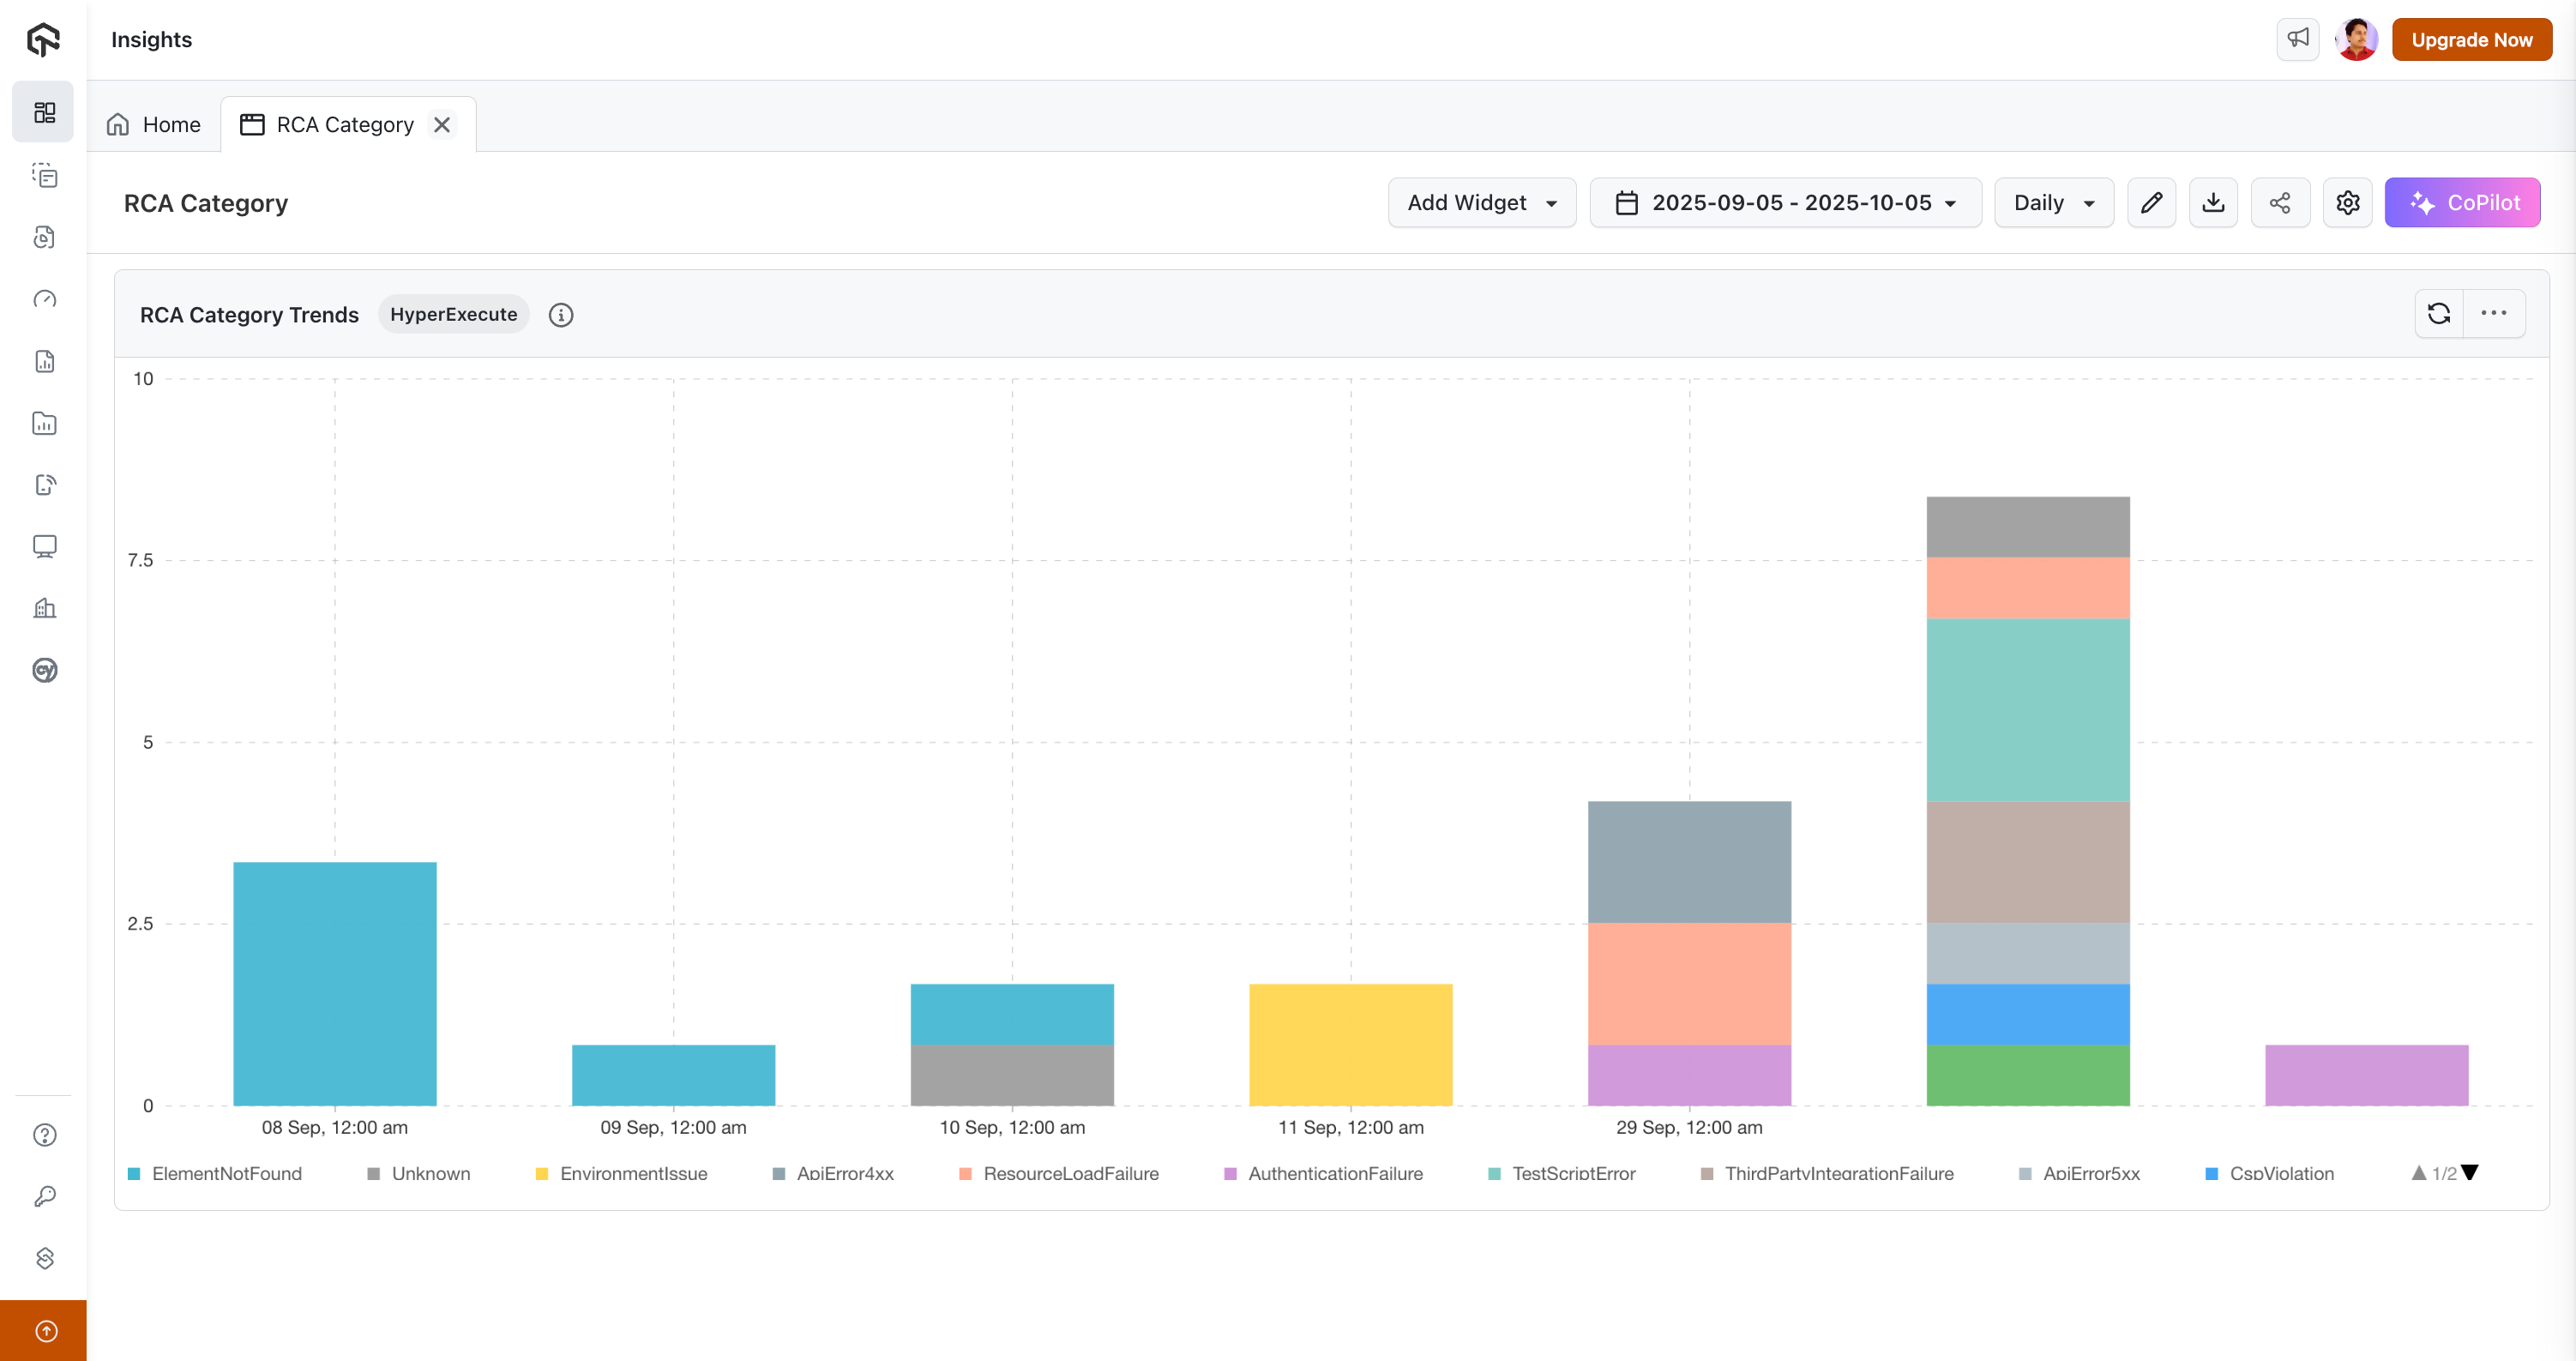 Insights
Upgrade Now
Home
RCA Category
RCA Category
Add Widget
2025-09-05 - 2025-10-05
Daily
CoPilot
RCA Category Trends
HyperExecute
10
7.5
5
2.5
0
08 Sep, 12:00 am
09 Sep, 12:00 am
10 Sep, 12:00 am
11 Sep, 12:00 am
29 Sep, 12:00 am
ElementNotFound
Unknown
EnvironmentIssue
ApiError4xx
ResourceLoadFailure
AuthenticationFailure
TestScriptError
ThirdPartyIntegrationFailure
ApiError5xx
CspViolation
1/2
cy